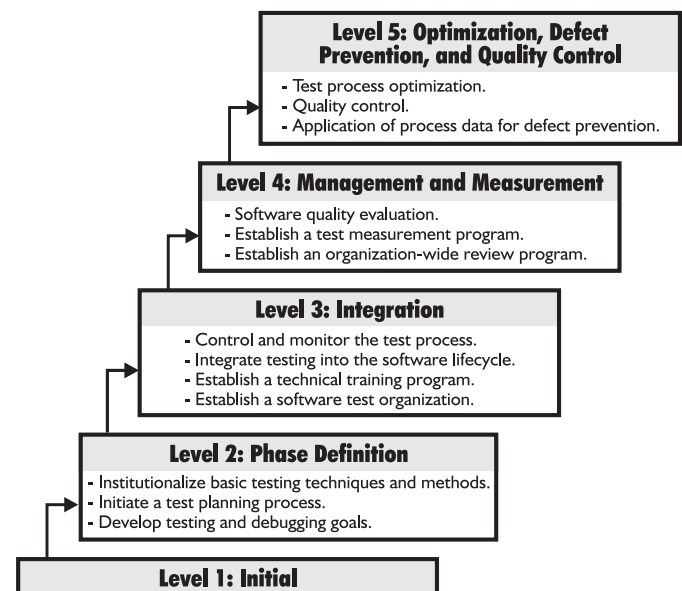 Level 5: Optimization, Defect
Prevention, and Quality Control
- Test process optimization.
- Quality control.
- Application of process data for defect prevention.
Level 4: Management and Measurement
- Software quality evaluation.
- Establish a test measurement program.
- Establish an organization-wide review program.
Level 3: Integration
- Control and monitor the test process.
- Integrate testing into the software lifecycle.
- Establish a technical training program.
- Establish a software test organization.
Level 2: Phase Definition
- Institutionalize basic testing techniques and methods.
- Initiate a test planning process.
- Develop testing and debugging goals.
Level 1: Initial